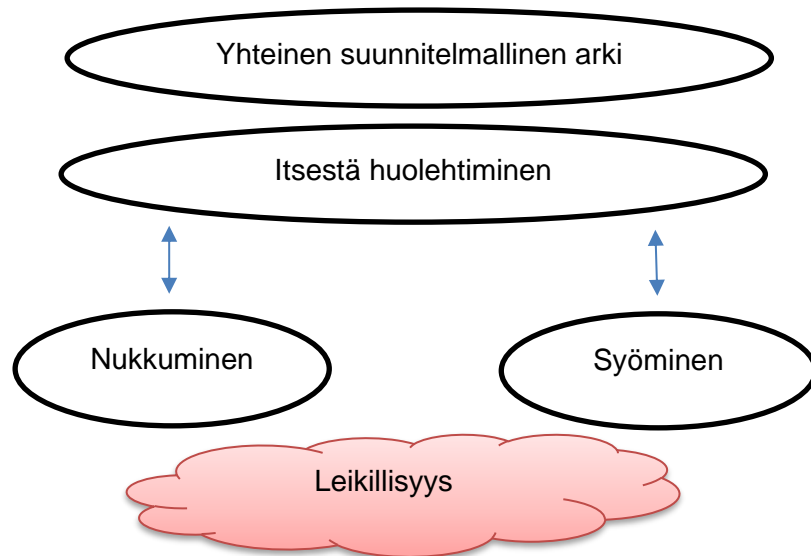 Yhteinen suunnitelmallinen arki
Itsestä huolehtiminen
Nukkuminen
Syöminen
Leikillisyys